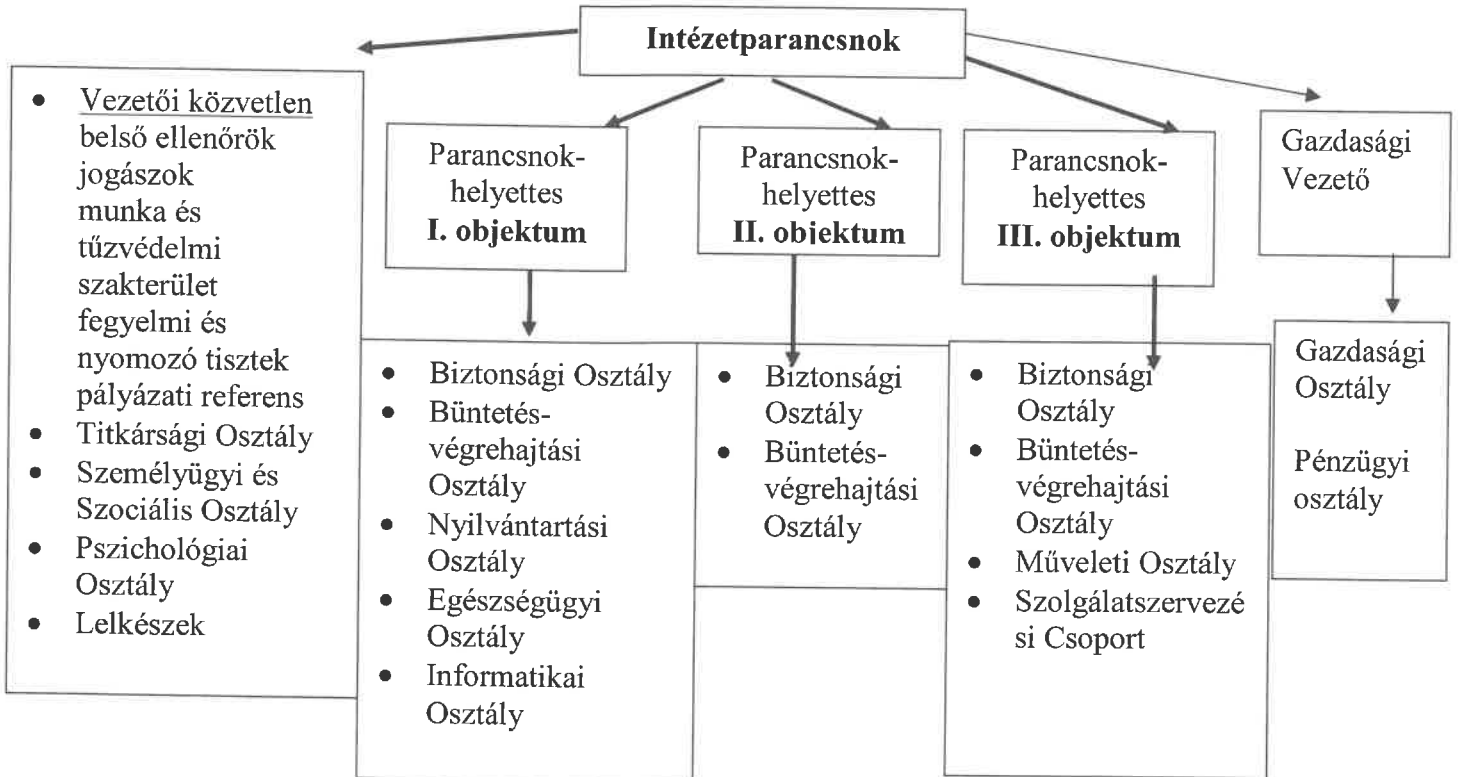 Intézetparancsnok
• Vezetői közvetlen
belső ellenőrök
jogászok
munka és
tűzvédelmi
szakterület
fegyelmi és
nyomozó tisztek
pályázati referens
• Titkársági Osztály
• Személyügyi és
Szociális Osztály
• Pszichológiai
Osztály
• Lelkészek
Parancsnok-
helyettes
I. objektum
Parancsnok-
helyettes
II. objektum
Parancsnok-
helyettes
III. objektum
Gazdasági
Vezető
• Biztonsági Osztály
• Büntetés-
végrehajtási
Osztály
• Nyilvántartási
Osztály
• Egészségügyi
Osztály
• Informatikai
Osztály
• Biztonsági
Osztály
• Büntetés-
végrehajtási
Osztály
• Biztonsági
Osztály
• Büntetés-
végrehajtási
Osztály
• Műveleti Osztály
• Szolgálatszervezé
si Csoport
Gazdasági
Osztály
Pénzügyi
osztály